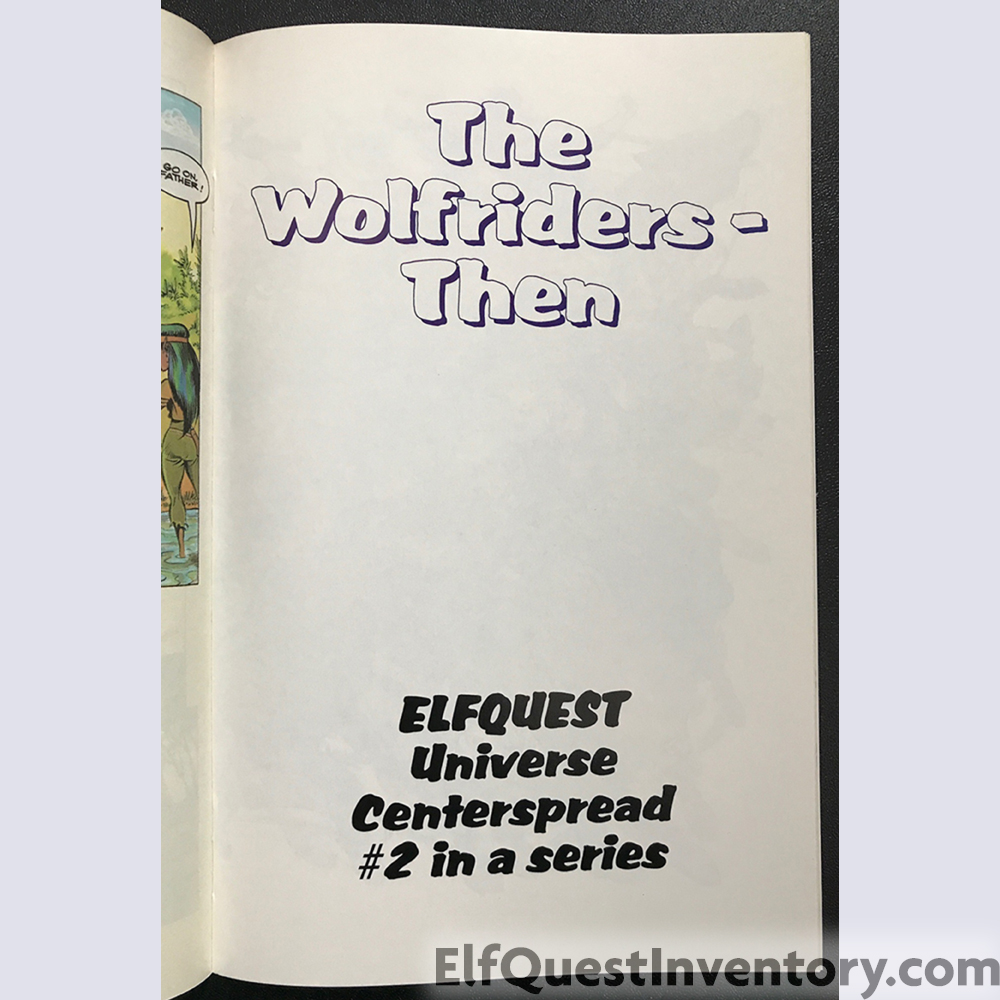 GO ON,
FATHER!
The
Wolfriders -
Then
ELFQUEST
Universe
Centerspread
#2 in a series
ElfQuestInventory.com